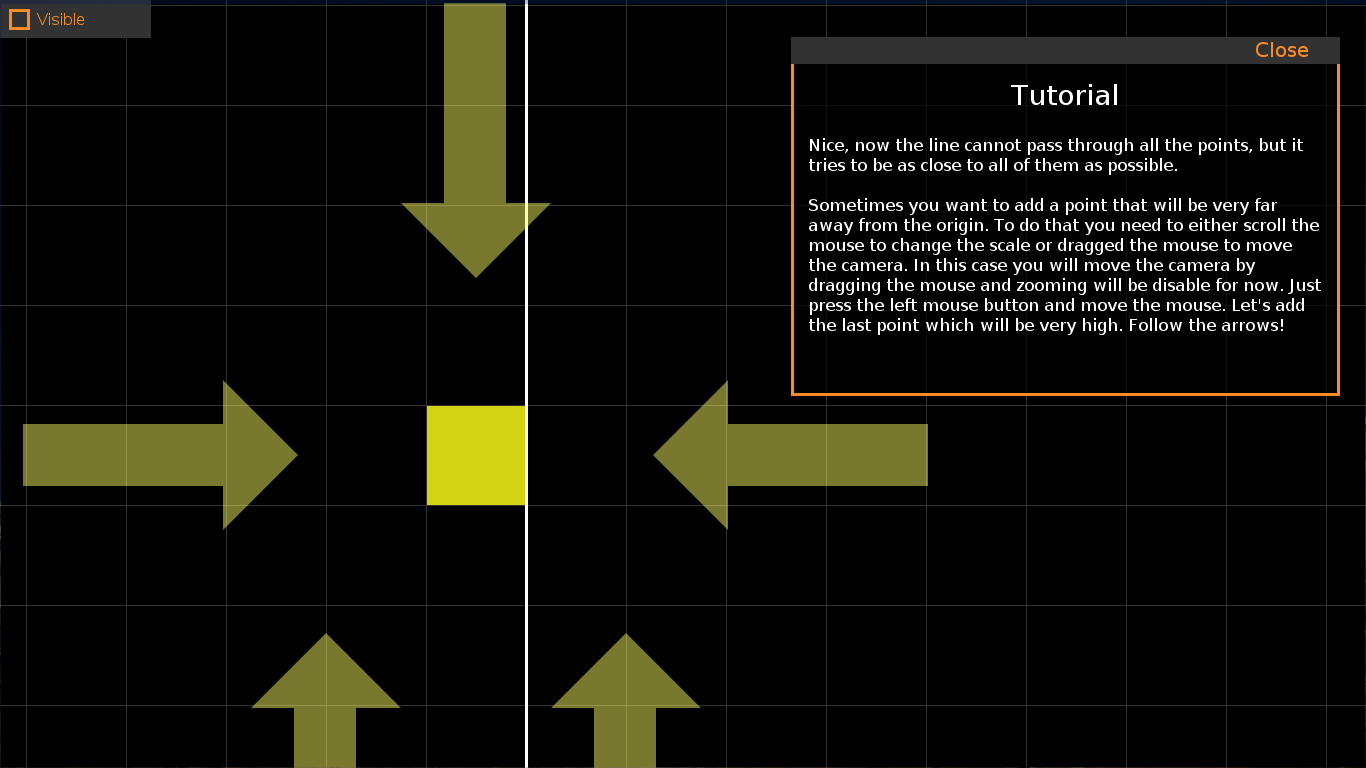 Visible
Close
Tutorial
Nice, now the line cannot pass through all the points, but it
tries to be as close to all of them as possible.
Sometimes you want to add a point that will be very far
away from the origin. To do that you need to either scroll the
mouse to change the scale or dragged the mouse to move
the camera. In this case you will move the camera by
dragging the mouse and zooming will be disable for now. Just
press the left mouse button and move the mouse. Let's add
the last point which will be very high. Follow the arrows!